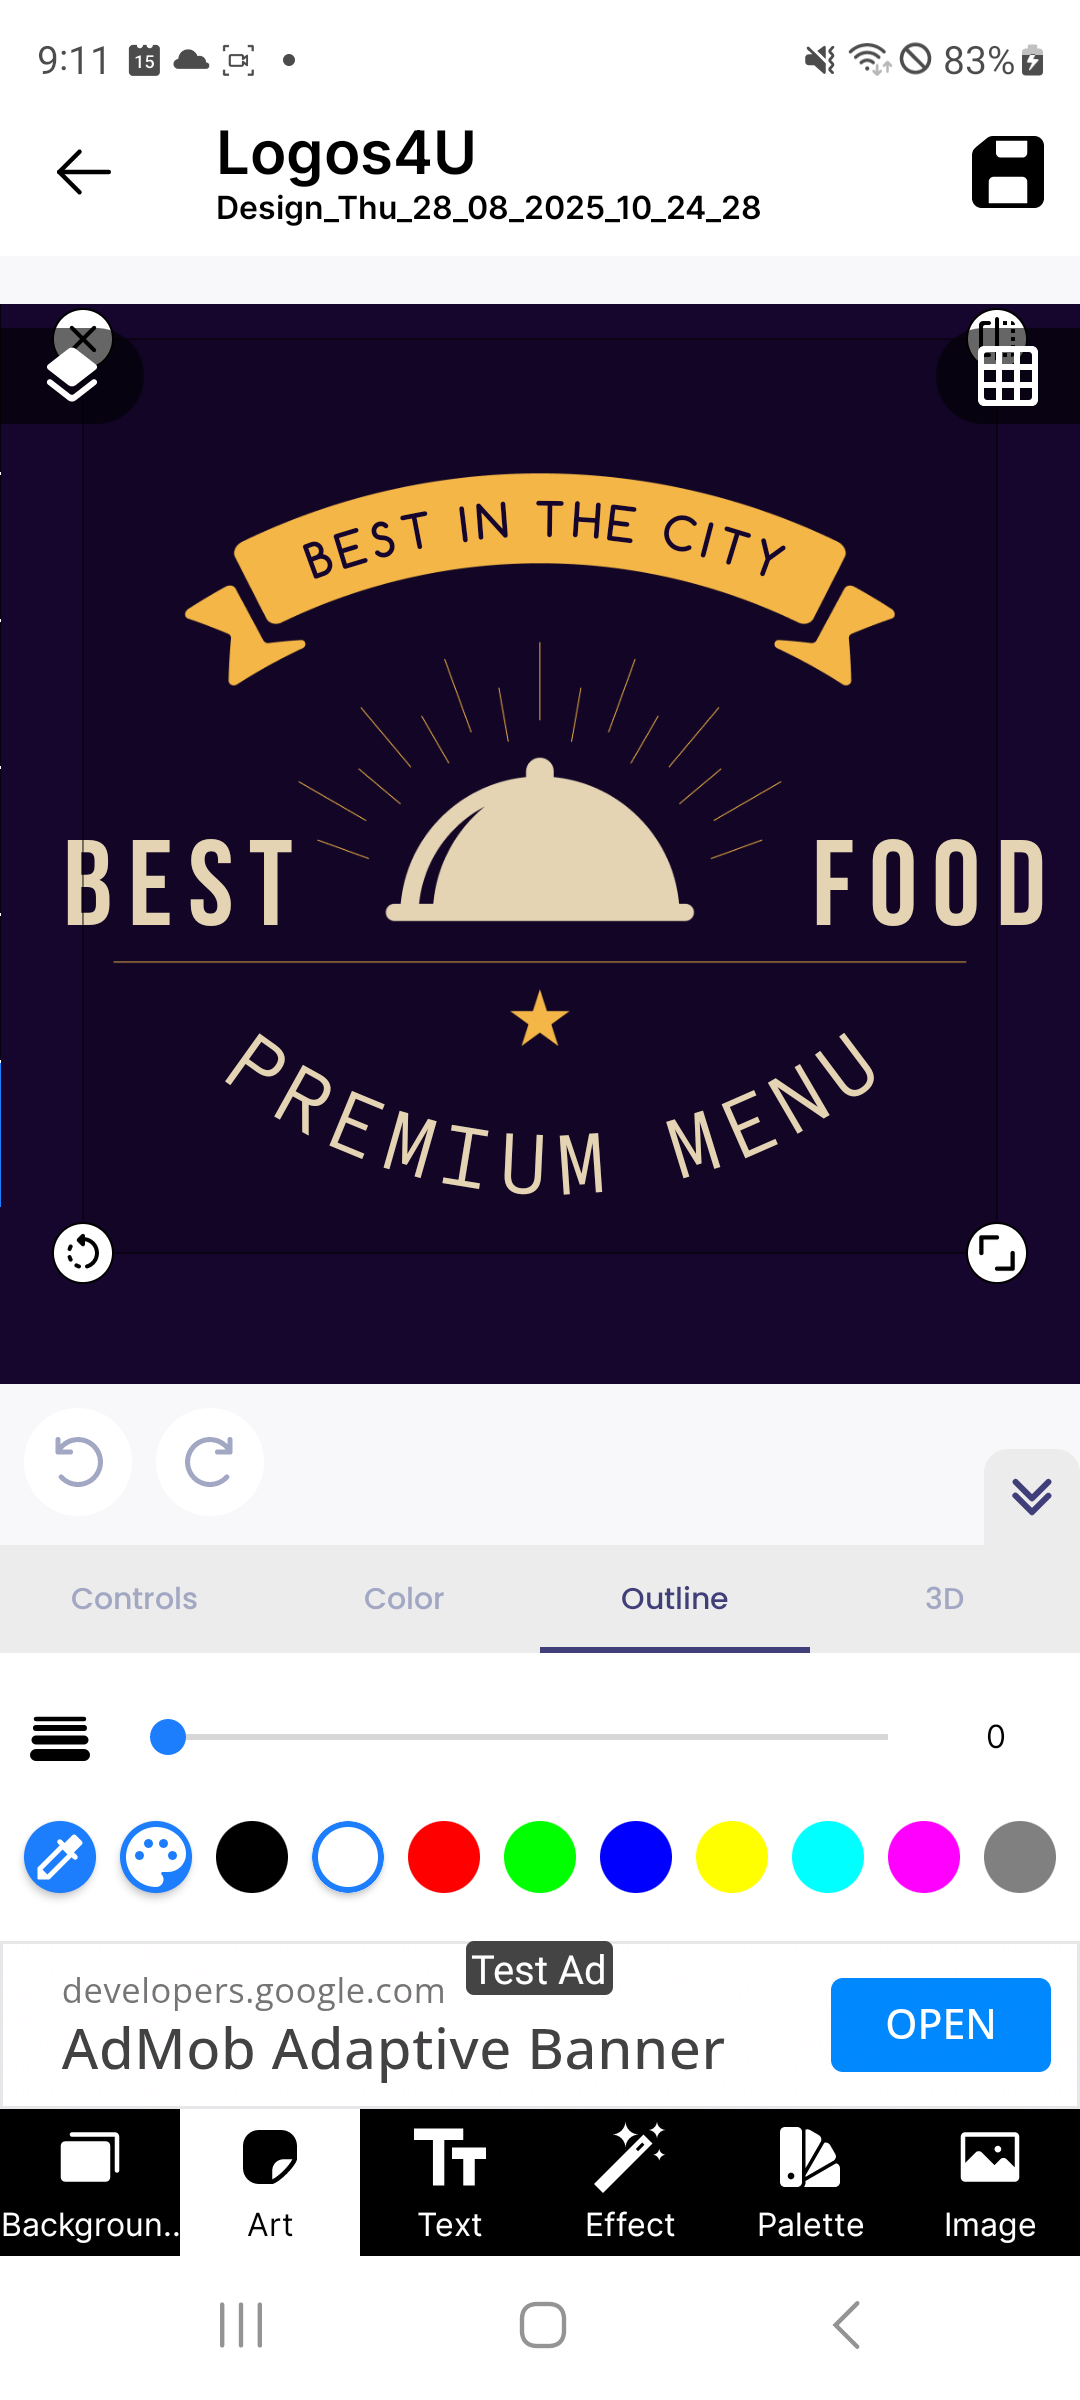 9:11
15
83%
Logos4U
Design_Thu_28_08_2025_10_24_28
BEST IN THE CITY
BEST FOOD
PREMIUM MENU
Controls Color Outline 3D
0
Test Ad
developers.google.com
AdMob Adaptive Banner
OPEN
Backgroun.. Art Text Effect Palette Image